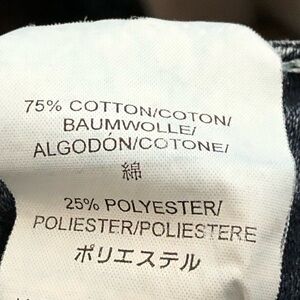 75% COTTON/COTON/
BAUMWOLLE/
ALGODÓN/COTONE/
綿
25% POLYESTER/
POLIESTER/POLIESTERE
ポリエステル